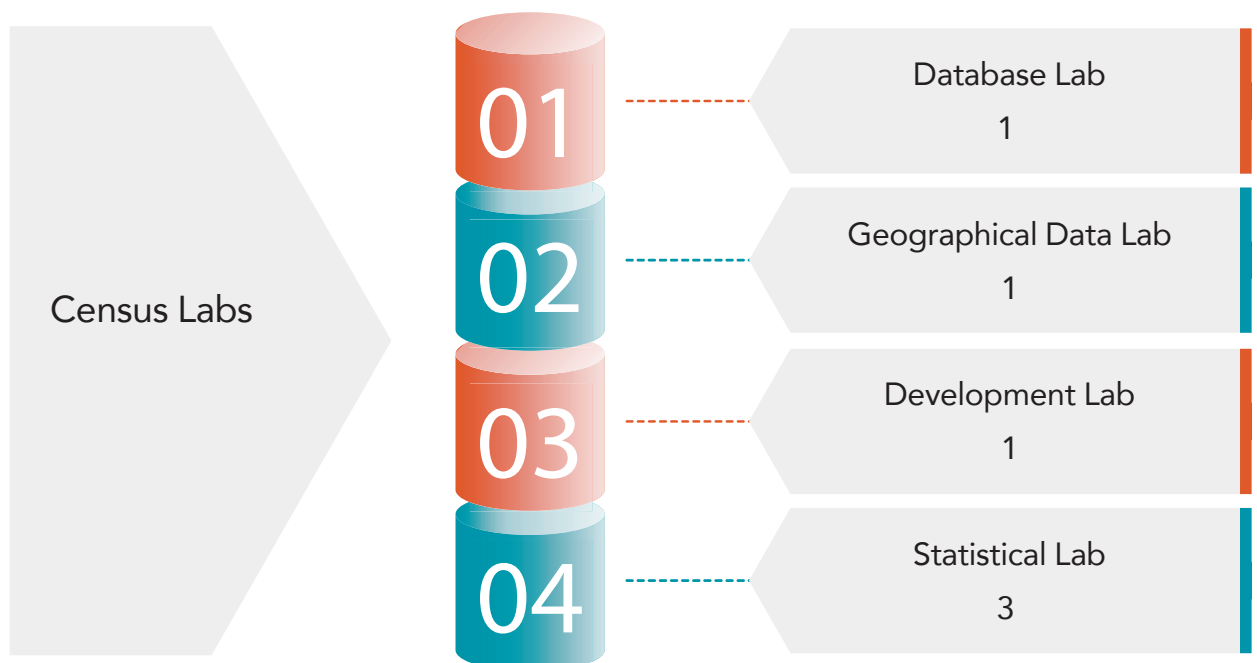 Census Labs
01
Database Lab
1
02
Geographical Data Lab
1
03
Development Lab
1
04
Statistical Lab
3